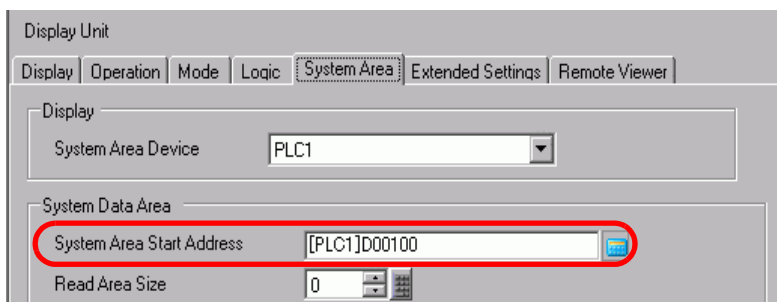 Display Unit
Display Operation Mode Logic System Area Extended Settings Remote Viewer
Display
System Area Device PLC1
System Data Area
System Area Start Address [PLC1]D00100
Read Area Size 0